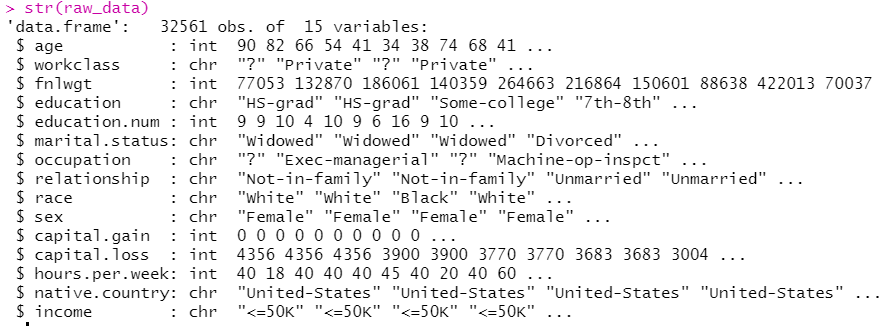 > str(raw_data)
'data.frame':   32561 obs. of  15 variables:
 $ age           : int  90 82 66 54 41 34 38 74 68 41 ...
 $ workclass     : chr  "?" "Private" "?" "Private" ...
 $ fnlwgt        : int  77053 132870 186061 140359 264663 216864 150601 88638 422013 70037
 $ education     : chr  "HS-grad" "HS-grad" "Some-college" "7th-8th" ...
 $ education.num : int  9 9 10 4 10 9 6 16 9 10 ...
 $ marital.status: chr  "Widowed" "Widowed" "Widowed" "Divorced" ...
 $ occupation    : chr  "?" "Exec-managerial" "?" "Machine-op-inspct" ...
 $ relationship  : chr  "Not-in-family" "Not-in-family" "Unmarried" "Unmarried" ...
 $ race          : chr  "White" "White" "Black" "White" ...
 $ sex           : chr  "Female" "Female" "Female" "Female" ...
 $ capital.gain  : int  0 0 0 0 0 0 0 0 0 0 ...
 $ capital.loss  : int  4356 4356 4356 3900 3900 3770 3770 3683 3683 3004 ...
 $ hours.per.week: int  40 18 40 40 40 45 40 20 40 60 ...
 $ native.country: chr  "United-States" "United-States" "United-States" "United-States" ...
 $ income        : chr  "<=50K" "<=50K" "<=50K" "<=50K" ...